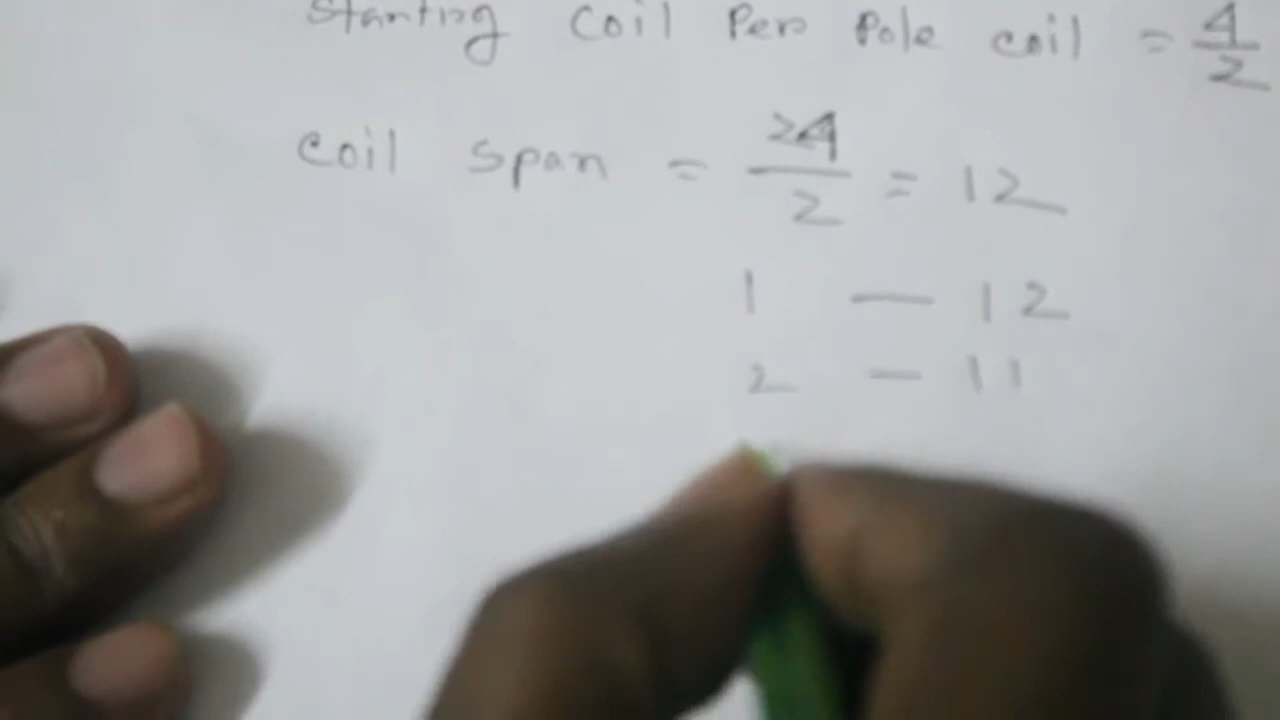 Starting coil Per Pole coil = 4/2
coil span = 24/2 = 12
1 — 12
2 — 11